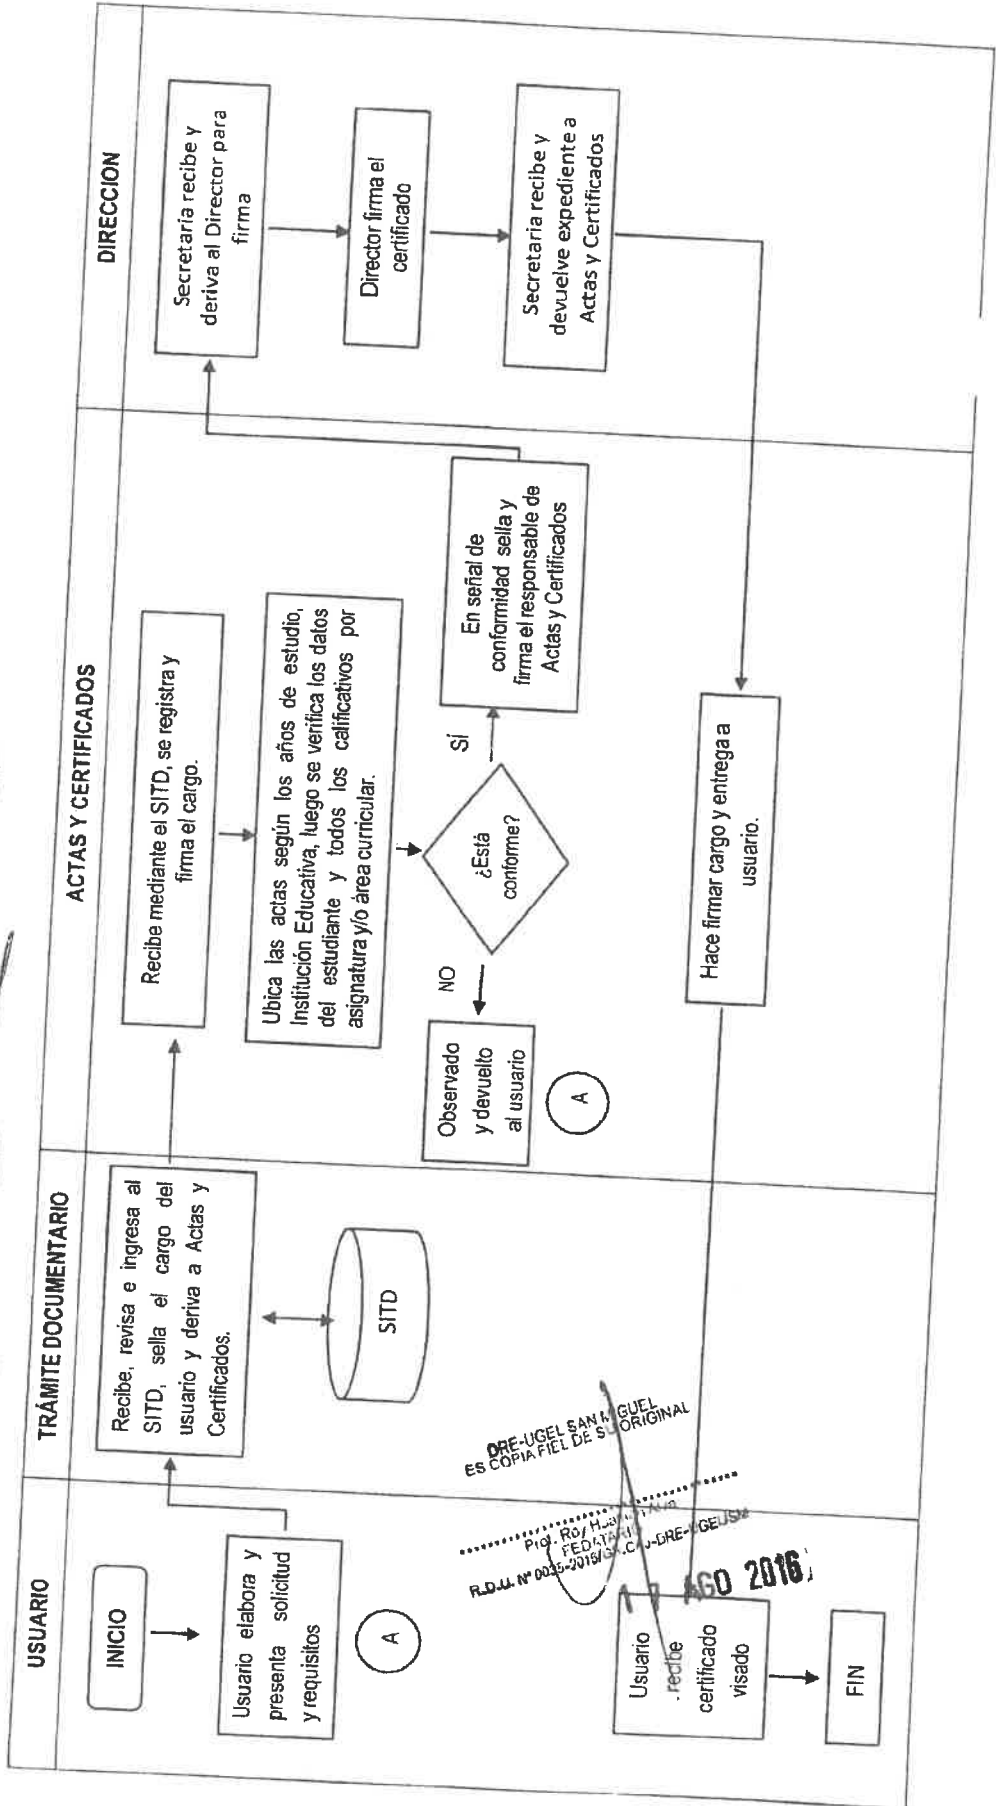 USUARIO
TRÁMITE DOCUMENTARIO
ACTAS Y CERTIFICADOS
DIRECCION
INICIO
Usuario elabora y
presenta solicitud
y requisitos
A
Recibe, revisa e ingresa al
SITD, sella el cargo del
usuario y deriva a Actas y
Certificados.
SITD
Recibe mediante el SITD, se registra y
firma el cargo.
Ubica las actas según los años de estudio,
Institución Educativa, luego se verifica los datos
del estudiante y todos los calificativos por
asignatura y/o área curricular.
¿Está
conforme?
NO
SÍ
Observado
y devuelto
al usuario
A
En señal de
conformidad sella y
firma el responsable de
Actas y Certificados
Secretaria recibe y
deriva al Director para
firma
Director firma el
certificado
Secretaria recibe y
devuelve expediente a
Actas y Certificados
Hace firmar cargo y entrega a
usuario.
Usuario
recibe
certificado
visado
FIN
DRE-UGEL SAN MIGUEL
ES COPIA FIEL DE SU ORIGINAL
Prof. Roy
FEDATARIO
R.D.U. N° 0035-2016
AGO 2016